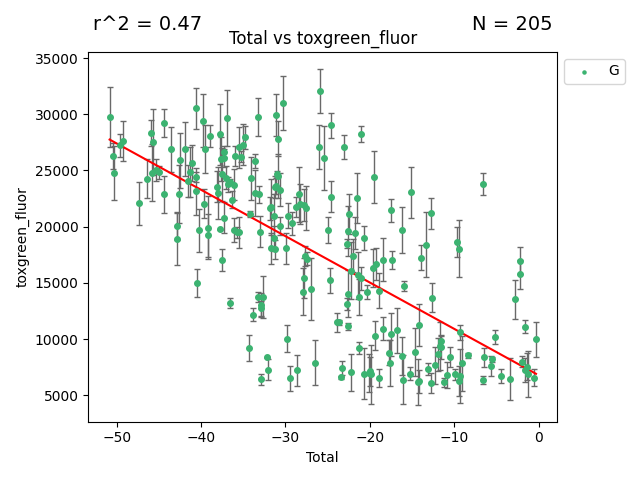 r^2 = 0.47 N = 205
Total vs toxgreen_fluor
G
35000
30000
25000
20000
15000
10000
5000
toxgreen_fluor
−50 −40 −30 −20 −10 0
Total